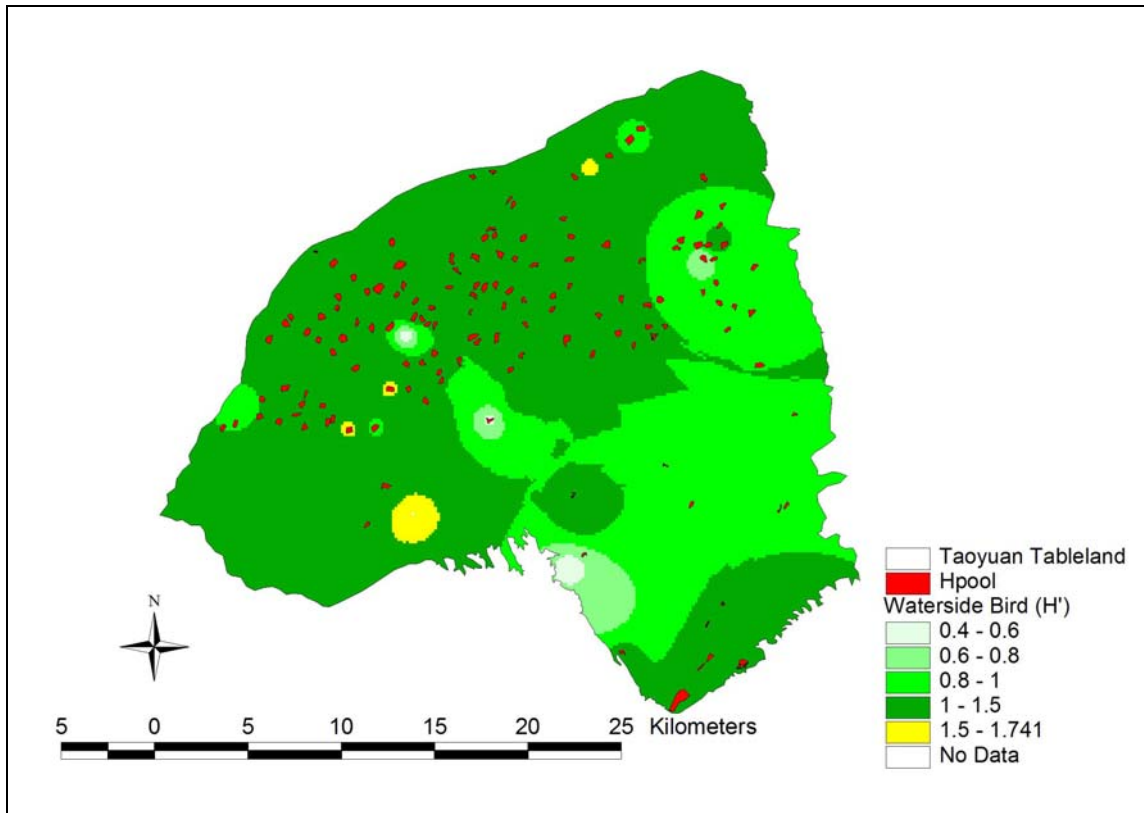 N
5 0 5 10 15 20 25 Kilometers
Taoyuan Tableland
Hpool
Waterside Bird (H')
0.4 - 0.6
0.6 - 0.8
0.8 - 1
1 - 1.5
1.5 - 1.741
No Data